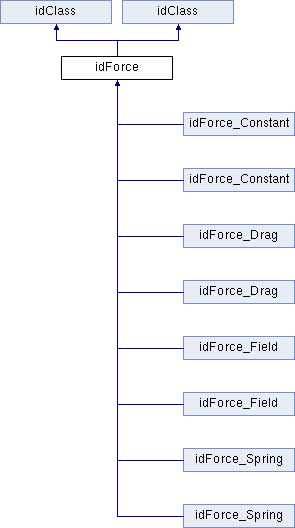 idClass
idClass
idForce
idForce_Constant
idForce_Constant
idForce_Drag
idForce_Drag
idForce_Field
idForce_Field
idForce_Spring
idForce_Spring